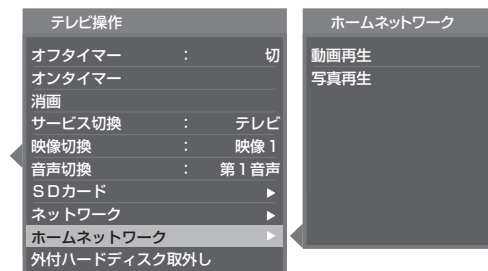 テレビ操作
オフタイマー : 切
オンタイマー
消画
サービス切換 : テレビ
映像切換 : 映像1
音声切換 : 第1音声
SDカード
ネットワーク
ホームネットワーク
外付ハードディスク取外し
ホームネットワーク
動画再生
写真再生